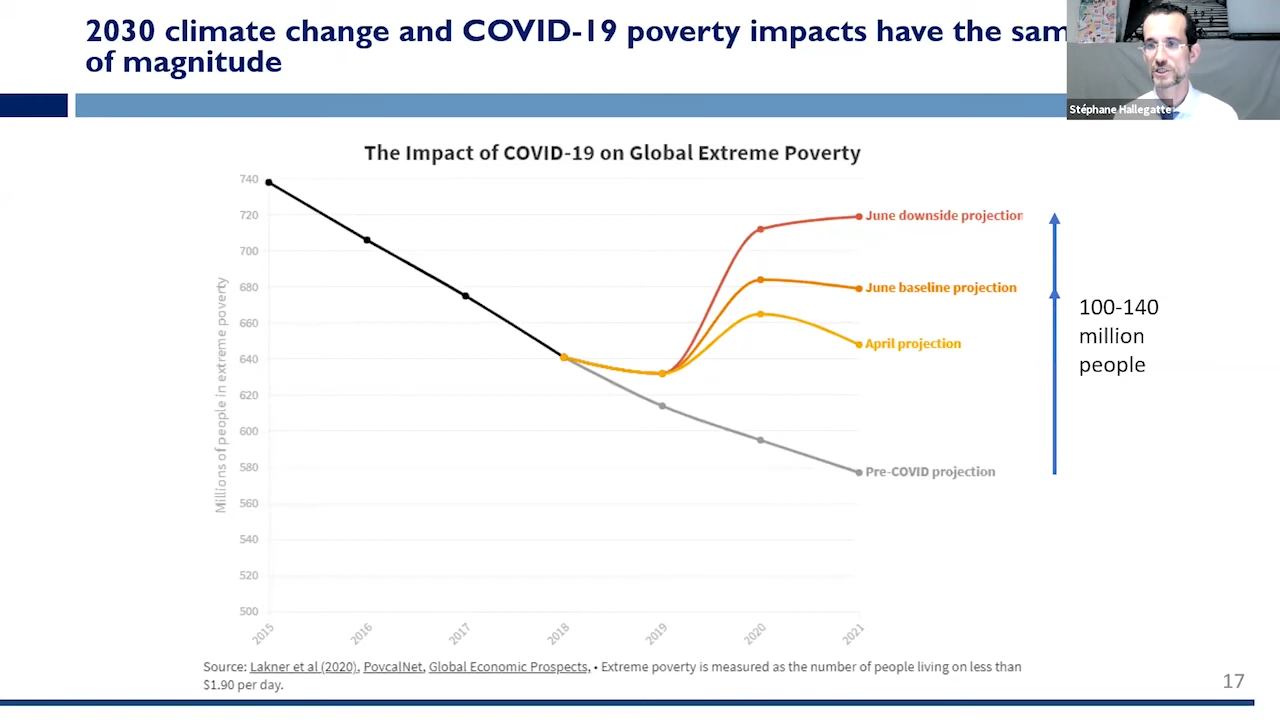 2030 climate change and COVID-19 poverty impacts have the sam
of magnitude
Stéphane Hallegatte
The Impact of COVID-19 on Global Extreme Poverty
740
720
700
680
660
640
620
600
580
560
540
520
500
Millions of people in extreme poverty
2015
2016
2017
2018
2019
2020
2021
June downside projection
June baseline projection
April projection
Pre-COVID projection
100-140
million
people
Source: Lakner et al (2020), PovcalNet, Global Economic Prospects, • Extreme poverty is measured as the number of people living on less than
$1.90 per day.
17